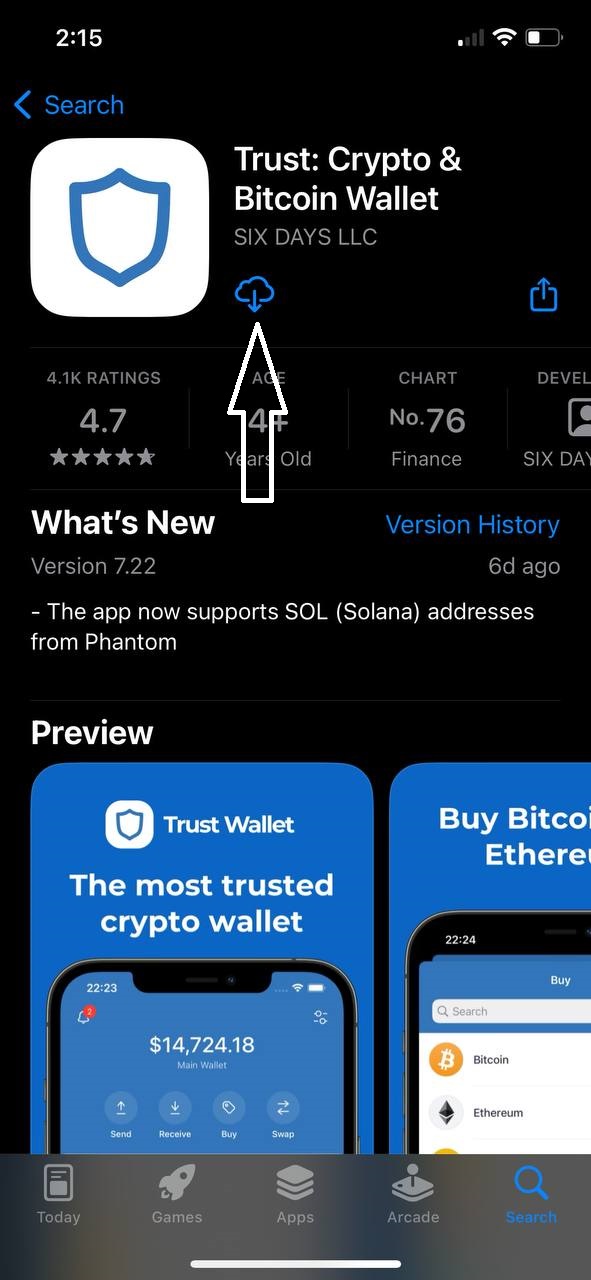 2:15
Search
Trust: Crypto &
Bitcoin Wallet
SIX DAYS LLC
4.1K RATINGS
4.7
AGE
4+
Years Old
CHART
No.76
Finance
DEVEL
SIX DAY
What's New
Version History
Version 7.22
6d ago
- The app now supports SOL (Solana) addresses
from Phantom
Preview
Trust Wallet
The most trusted
crypto wallet
22:23
2
$14,724.18
Main Wallet
Send
Receive
Buy
Swap
Buy Bitcoi
Ethere
22:24
Buy
Search
Bitcoin
Ethereum
Today
Games
Apps
Arcade
Search